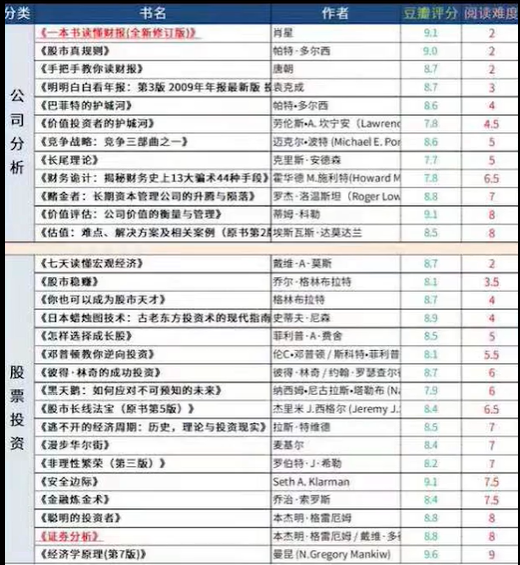 分类 书名 作者 豆瓣评分 阅读难度
公司分析
《一本书读懂财报(全新修订版)》 肖星 9.1 2
《股市真规则》 帕特·多尔西 9.0 2
《手把手教你读财报》 唐朝 8.7 2
《明明白白看年报：第3版 2009年年报最新版 袁克成 8.7 3
《巴菲特的护城河》 帕特•多尔西 8.6 4
《价值投资者的护城河》 劳伦斯•A. 坎宁安（Lawrenc 7.8 4.5
《竞争战略：竞争三部曲之一》 迈克尔•波特 (Michael E. Por 8.6 5
《长尾理论》 克里斯·安德森 7.7 5
《财务诡计：揭秘财务史上13大骗术44种手段》 霍华德 M.施利特(Howard M 7.8 6.5
《赌金者：长期资本管理公司的升腾与陨落》 罗杰·洛温斯坦（Roger Low 8.8 7
《价值评估：公司价值的衡量与管理》 蒂姆·科勒 9.1 8
《估值：难点、解决方案及相关案例（原书第2版 埃斯瓦斯·达莫达兰 8.5 8
股票投资
《七天读懂宏观经济》 戴维·A·莫斯 8.7 2
《股市稳赚》 乔尔·格林布拉特 8.1 3.5
《你也可以成为股市天才》 格林布拉特 8.7 4
《日本蜡烛图技术：古老东方投资术的现代指南 史蒂夫·尼森 8.9 4
《怎样选择成长股》 菲利普·A·费舍 8.5 5
《邓普顿教你逆向投资》 伦C•邓普顿 / 斯科特•菲利普 8.1 5.5
《彼得·林奇的成功投资》 彼得·林奇 / 约翰·罗瑟查尔 8.7 6
《黑天鹅：如何应对不可预知的未来》 纳西姆•尼古拉斯•塔勒布 (Na 7.9 6
《股市长线法宝（原书第5版）》 杰里米 J.西格尔 (Jeremy J. 8.4 6.5
《逃不开的经济周期：历史，理论与投资现实》 拉斯·特维德 8.5 7
《漫步华尔街》 麦基尔 8.4 7
《非理性繁荣（第三版）》 罗伯特·J·希勒 8.2 7
《安全边际》 Seth A. Klarman 9.1 7.5
《金融炼金术》 乔治·索罗斯 8.4 7.5
《聪明的投资者》 本杰明·格雷厄姆 8.8 8
《证券分析》 本杰明·格雷厄姆 / 戴维·多 8.8 8
《经济学原理(第7版)》 曼昆 (N.Gregory Mankiw) 9.6 9